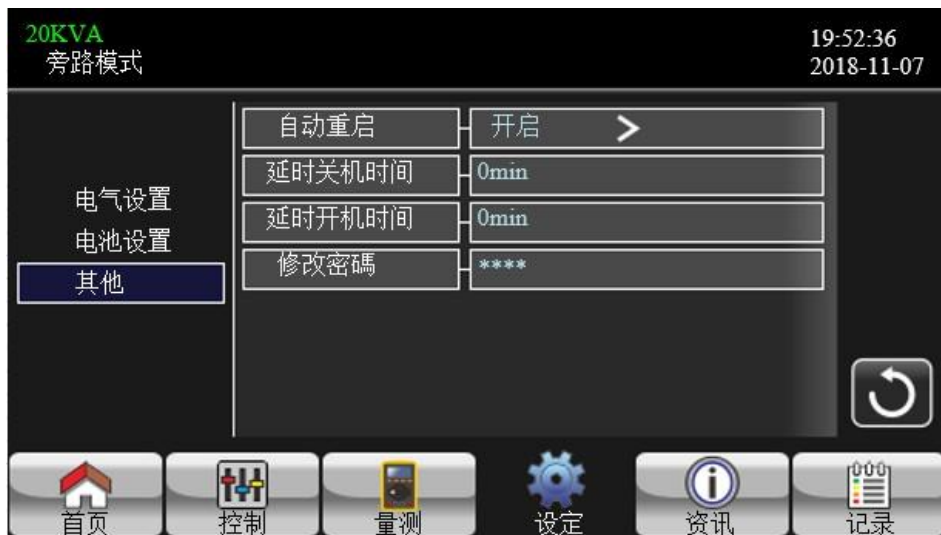 20KVA
旁路模式
19:52:36
2018-11-07
电气设置
电池设置
其他
自动重启 开启 >
延时关机时间 0min
延时开机时间 0min
修改密碼 ****
首页 控制 量测 设定 资讯 记录